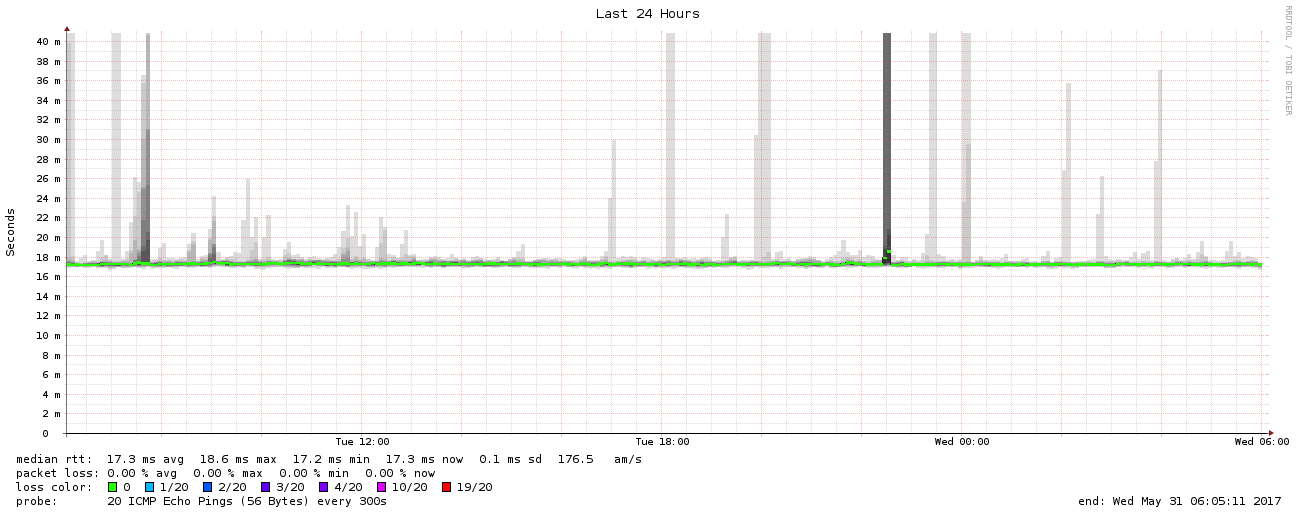 Last 24 Hours
RRDTOOL / TOBI OETIKER
Seconds
40 m
38 m
36 m
34 m
32 m
30 m
28 m
26 m
24 m
22 m
20 m
18 m
16 m
14 m
12 m
10 m
8 m
6 m
4 m
2 m
0
Tue 12:00 Tue 18:00 Wed 00:00 Wed 06:00
median rtt: 17.3 ms avg 18.6 ms max 17.2 ms min 17.3 ms now 0.1 ms sd 176.5 am/s
packet loss: 0.00 % avg 0.00 % max 0.00 % min 0.00 % now
loss color: 0 1/20 2/20 3/20 4/20 10/20 19/20
probe: 20 ICMP Echo Pings (56 Bytes) every 300s end: Wed May 31 06:05:11 2017